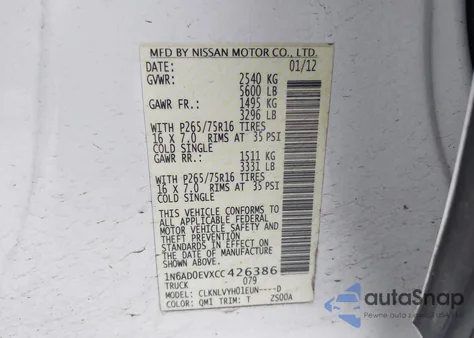 MFD BY NISSAN MOTOR CO., LTD.
DATE: 01/12
GVWR: 2540 KG
5600 LB
GAWR FR.: 1495 KG
3296 LB
WITH P265/75R16 TIRES
16 X 7.0 RIMS AT 35 PSI
COLD SINGLE
GAWR RR.: 1511 KG
3331 LB
WITH P265/75R16 TIRES
16 X 7.0 RIMS AT 35 PSI
COLD SINGLE
THIS VEHICLE CONFORMS TO
ALL APPLICABLE FEDERAL
MOTOR VEHICLE SAFETY AND
THEFT PREVENTION
STANDARDS IN EFFECT ON
THE DATE OF MANUFACTURE
SHOWN ABOVE.
1N6AD0EVXCC426386
TRUCK 079
MODEL: CLKNLVYH01EUN----D
COLOR: QM1 TRIM: T ZS00A
autoSnap
autosnap.com